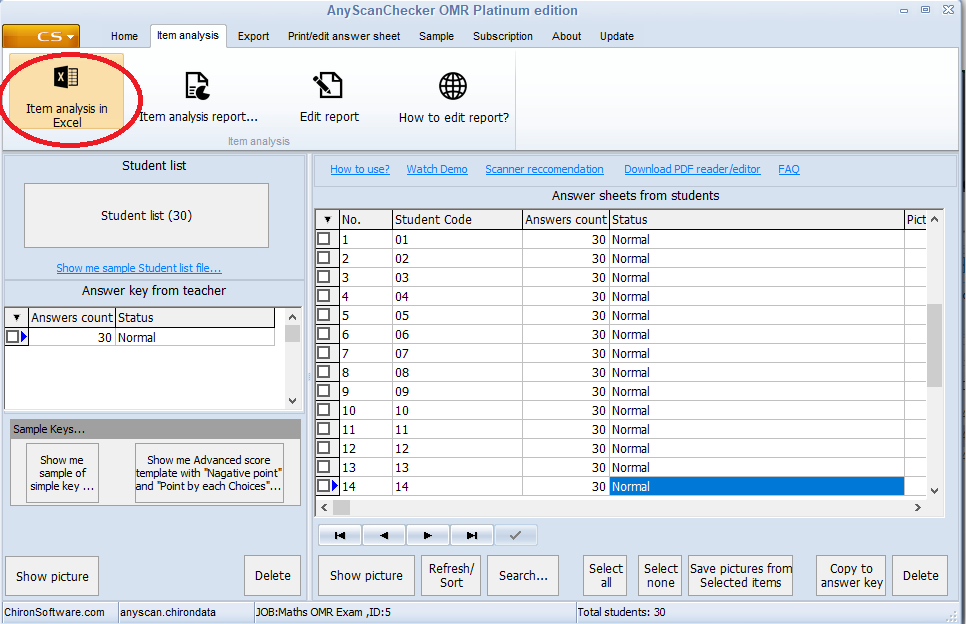 AnyScanChecker OMR Platinum edition
CS
Home Item analysis Export Print/edit answer sheet Sample Subscription About Update
Item analysis in
Excel
Item analysis report...
Edit report
How to edit report?
Item analysis
Student list
Student list (30)
Show me sample Student list file...
Answer key from teacher
Answers count Status
30 Normal
Sample Keys...
Show me
sample of
simple key ...
Show me Advanced score
template with "Nagative point"
and "Point by each Choices"...
Show picture
Delete
How to use? Watch Demo Scanner reccomendation Download PDF reader/editor FAQ
Answer sheets from students
No. Student Code Answers count Status Pict
1 01 30 Normal
2 02 30 Normal
3 03 30 Normal
4 04 30 Normal
5 05 30 Normal
6 06 30 Normal
7 07 30 Normal
8 08 30 Normal
9 09 30 Normal
10 10 30 Normal
11 11 30 Normal
12 12 30 Normal
13 13 30 Normal
14 14 30 Normal
Show picture
Refresh/
Sort
Search...
Select
all
Select
none
Save pictures from
Selected items
Copy to
answer key
Delete
ChironSoftware.com anyscan.chirondata JOB:Maths OMR Exam ,ID:5 Total students: 30